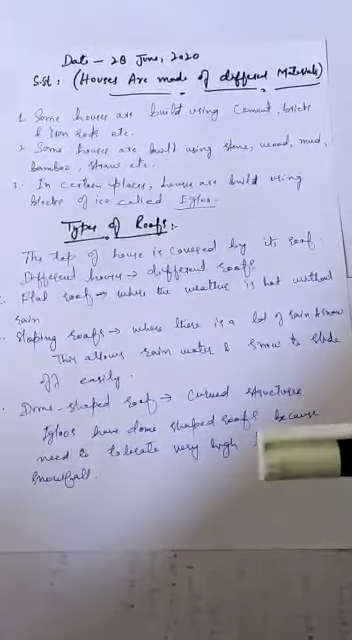 Date - 28 June, 2020
S.St : (Houses Are made of different Materials)
1. Some houses are build using Cement, bricks
& iron rods etc.
2. Some houses are built using stone, wood, mud,
bamboo, straw etc.
3. In certain places, houses are build using
blocks of ice called Igloo.
Types of Roofs :-
The top of house is covered by its roof.
Different houses → different roofs
Flat roof → where the weather is hot without
rain
Sloping roofs → where there is a lot of rain & snow
This allows rain water & snow to slide
off easily.
Dome-shaped roof → curved structure
Igloos have dome shaped roofs because
need to tolerate very high
snowfall.